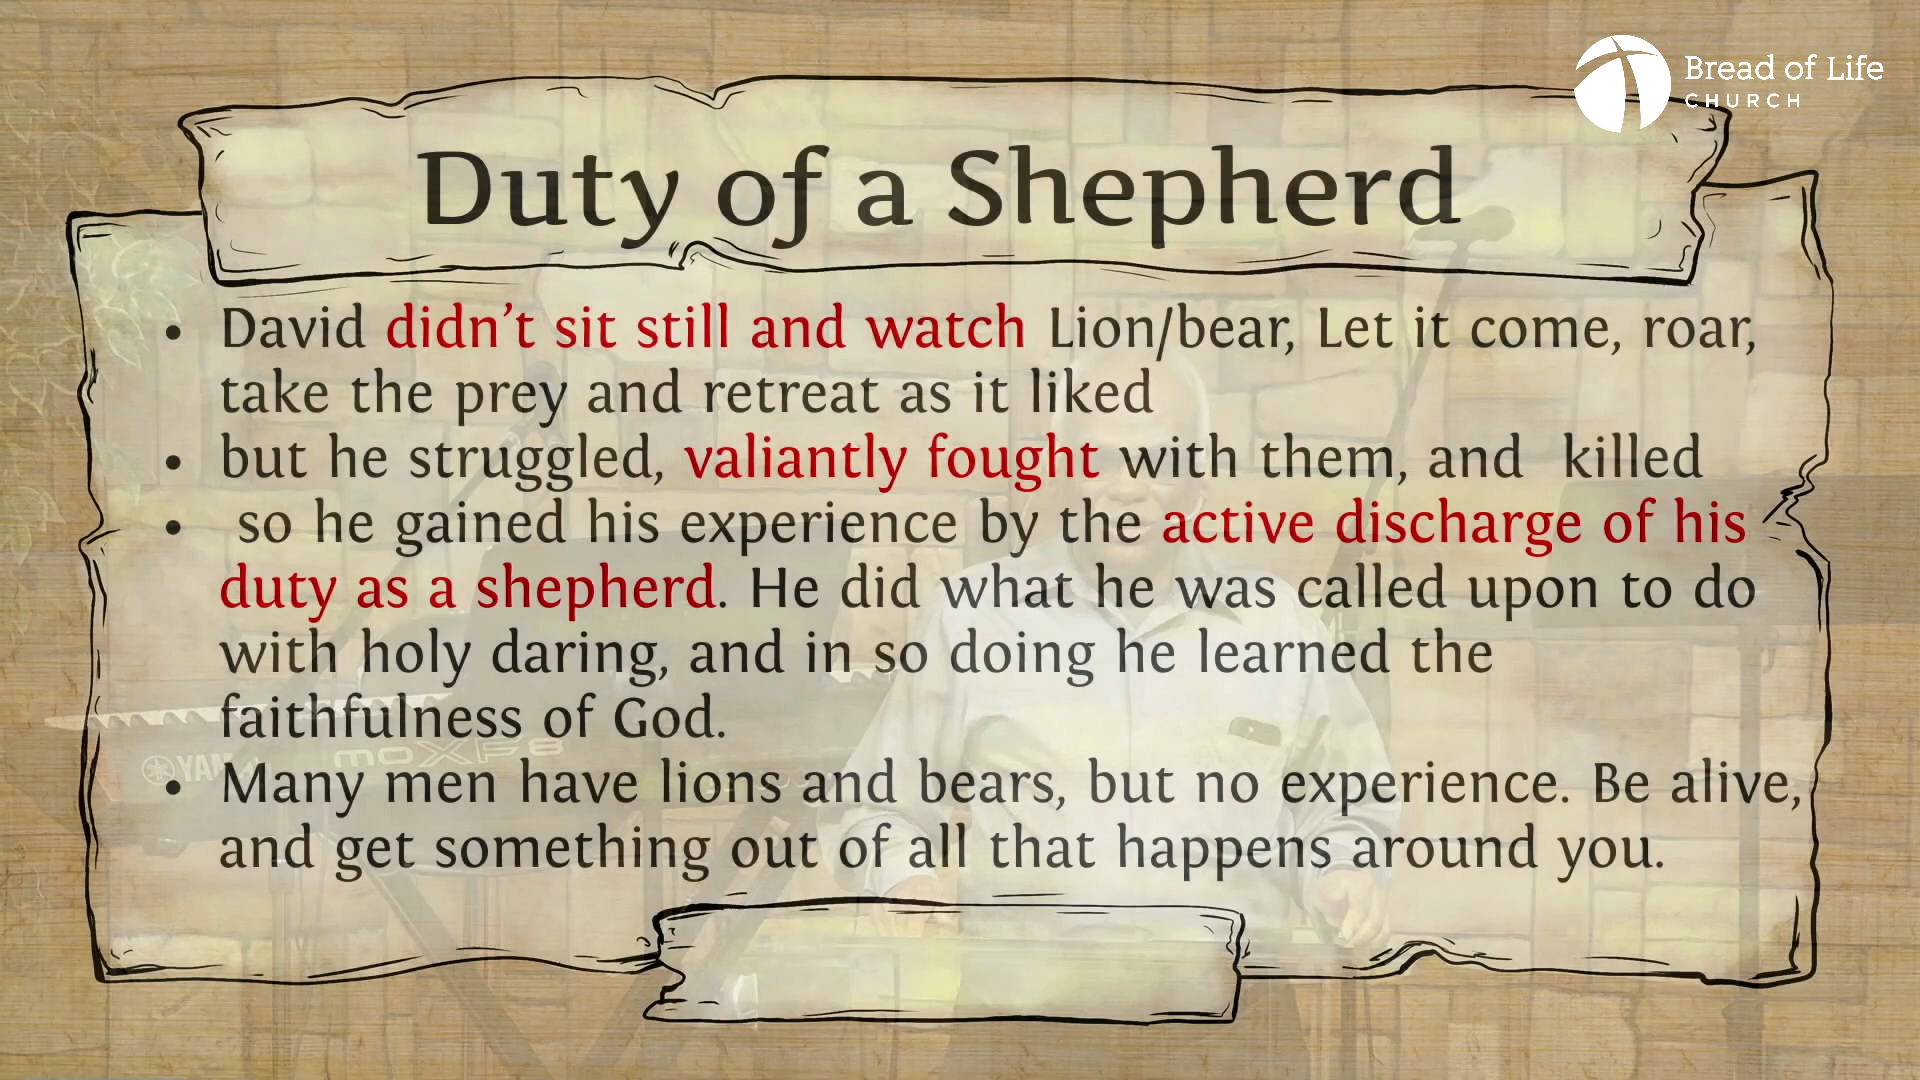 Bread of Life
CHURCH
Duty of a Shepherd
• David didn’t sit still and watch Lion/bear, Let it come, roar,
take the prey and retreat as it liked
• but he struggled, valiantly fought with them, and  killed
•  so he gained his experience by the active discharge of his
duty as a shepherd. He did what he was called upon to do
with holy daring, and in so doing he learned the
faithfulness of God.
MOXF8
• Many men have lions and bears, but no experience. Be alive,
and get something out of all that happens around you.